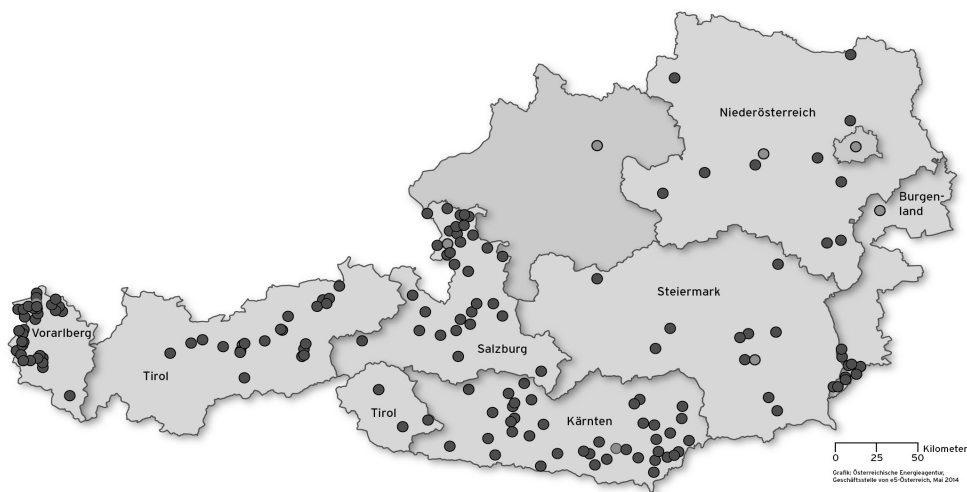 Niederösterreich
Burgen-
land
Steiermark
Vorarlberg
Salzburg
Tirol
Tirol
Kärnten
0 25 50 Kilometer
Grafik: Österreichische Energieagentur,
Geschäftsstelle von e5-Österreich, Mai 2014